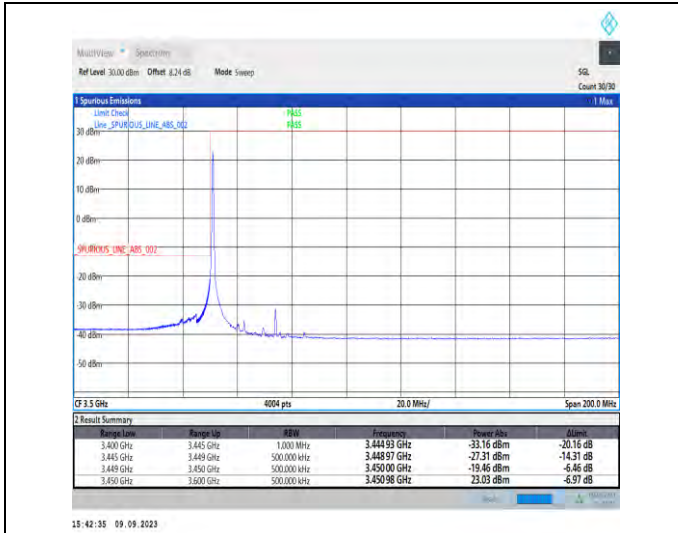 MultiView Spectrum
Ref Level 30.00 dBm Offset 8.24 dB Mode Sweep SGL
Count 30/30
1 Spurious Emissions 1 Max
Limit Check PASS
Line _SPURIOUS_LINE_ABS_002 PASS
30 dBm
20 dBm
10 dBm
0 dBm
_SPURIOUS_LINE_ABS_002
-20 dBm
-30 dBm
-40 dBm
-50 dBm
CF 3.5 GHz 4004 pts 20.0 MHz/ Span 200.0 MHz
2 Result Summary
Range Low Range Up RBW Frequency Power Abs ΔLimit
3.400 GHz 3.445 GHz 1.000 MHz 3.444 93 GHz -33.16 dBm -20.16 dB
3.445 GHz 3.449 GHz 500.000 kHz 3.448 97 GHz -27.31 dBm -14.31 dB
3.449 GHz 3.450 GHz 500.000 kHz 3.450 00 GHz -19.46 dBm -6.46 dB
3.450 GHz 3.600 GHz 500.000 kHz 3.450 98 GHz 23.03 dBm -6.97 dB
15:42:35 09.09.2023